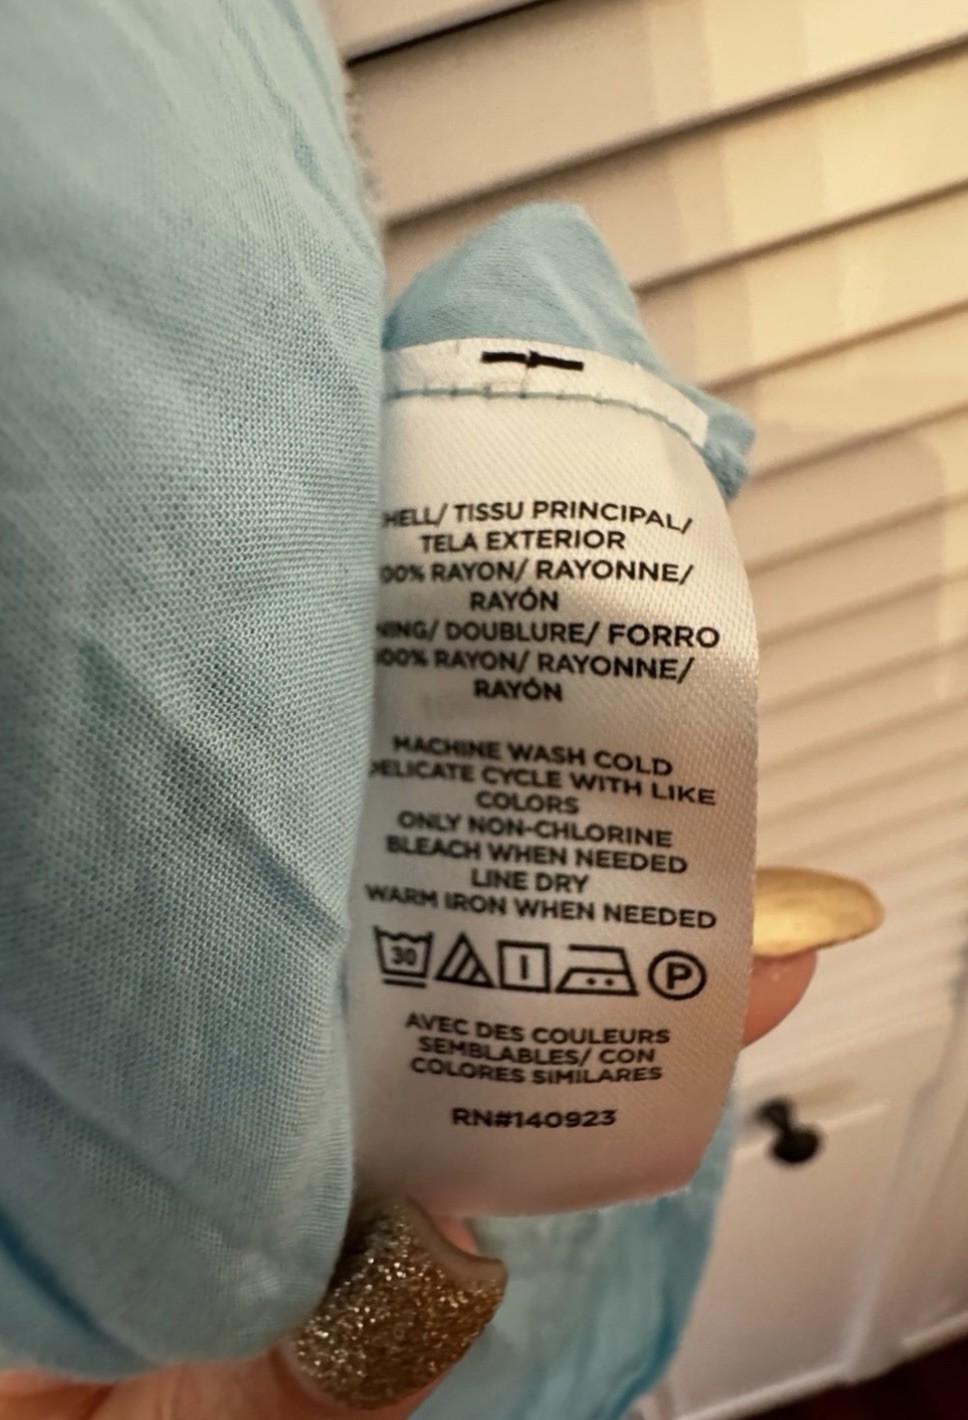 HELL/ TISSU PRINCIPAL/
TELA EXTERIOR
00% RAYON/ RAYONNE/
RAYÓN
NING/ DOUBLURE/ FORRO
100% RAYON/ RAYONNE/
RAYÓN
MACHINE WASH COLD
DELICATE CYCLE WITH LIKE
COLORS
ONLY NON-CHLORINE
BLEACH WHEN NEEDED
LINE DRY
WARM IRON WHEN NEEDED
30 P
AVEC DES COULEURS
SEMBLABLES/ CON
COLORES SIMILARES
RN#140923